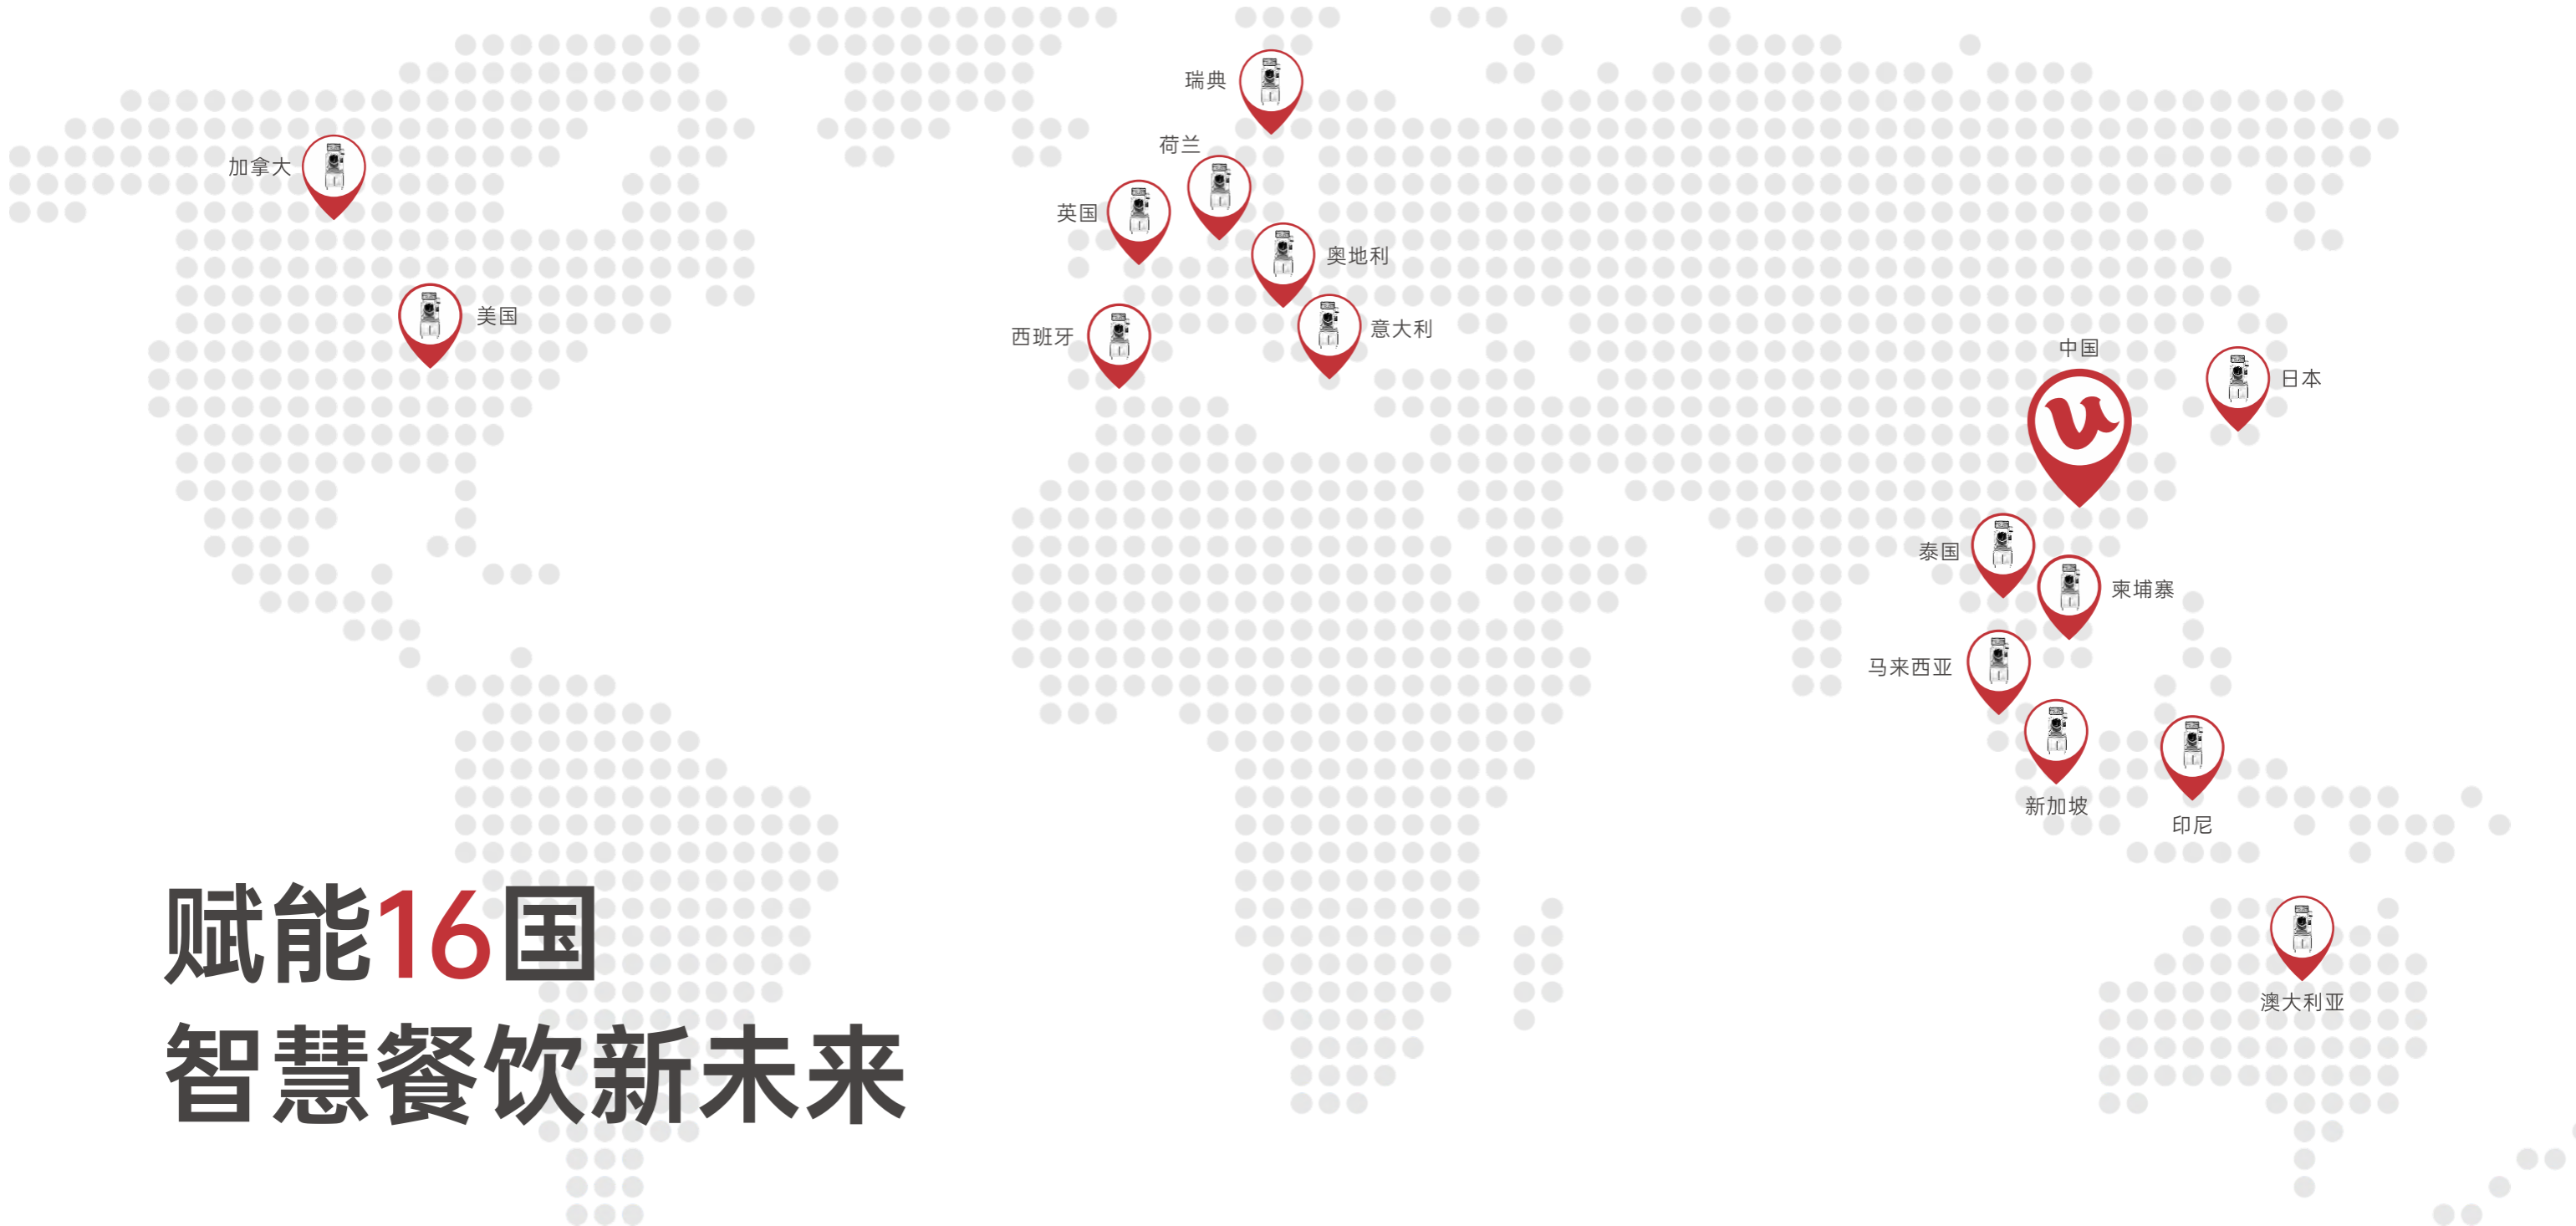 瑞典
荷兰
加拿大
英国
奥地利
美国
西班牙
意大利
中国
日本
泰国
柬埔寨
马来西亚
新加坡
印尼
澳大利亚
赋能16国
智慧餐饮新未来